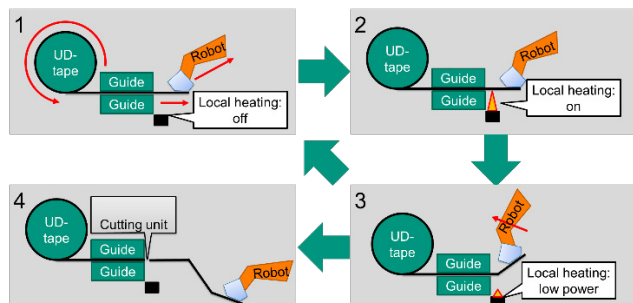 1
UD-
tape
Guide
Guide
Robot
Local heating:
off
2
UD-
tape
Guide
Guide
Robot
Local heating:
on
4
UD-
tape
Cutting unit
Guide
Guide
Robot
3
UD-
tape
Guide
Guide
Robot
Local heating:
low power